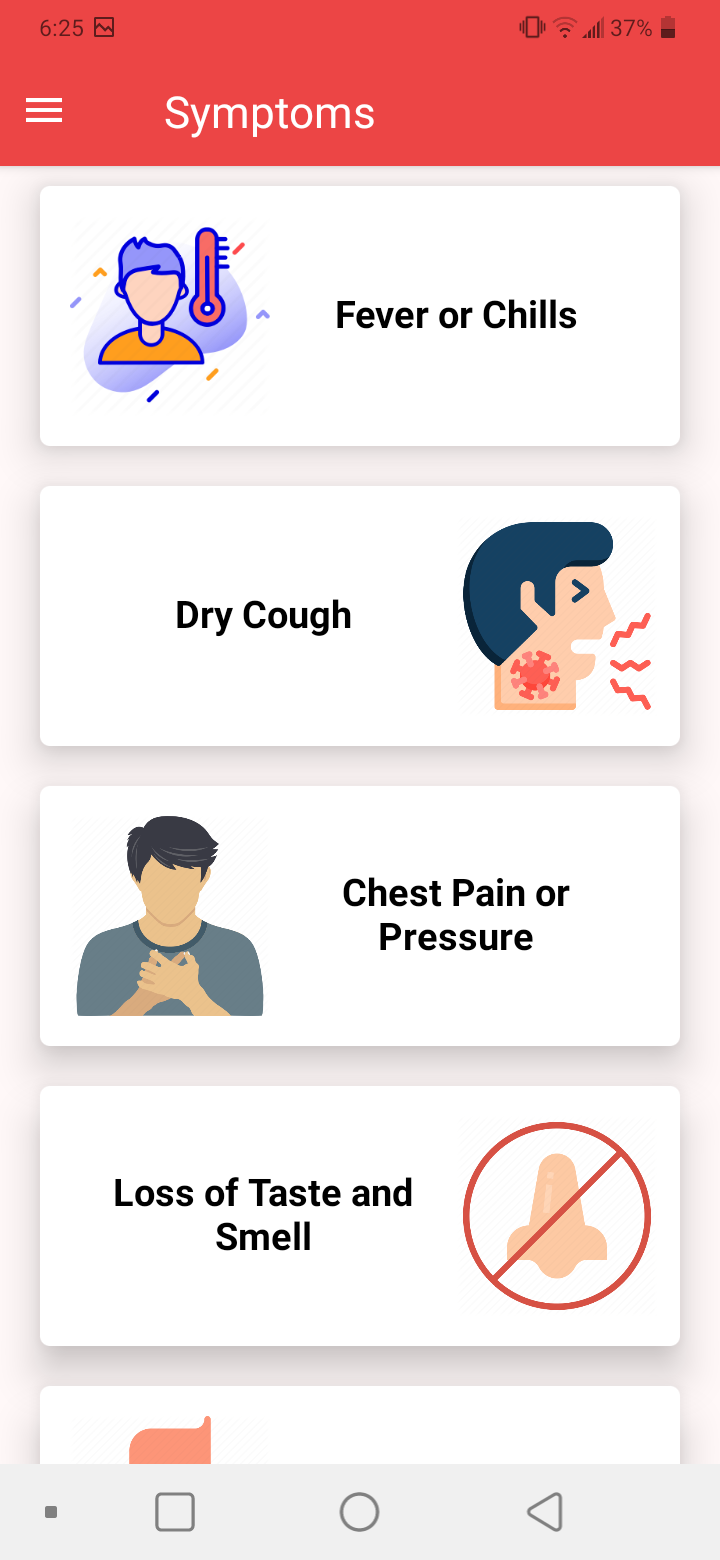 6:25
37%
Symptoms
Fever or Chills
Dry Cough
Chest Pain or
Pressure
Loss of Taste and
Smell